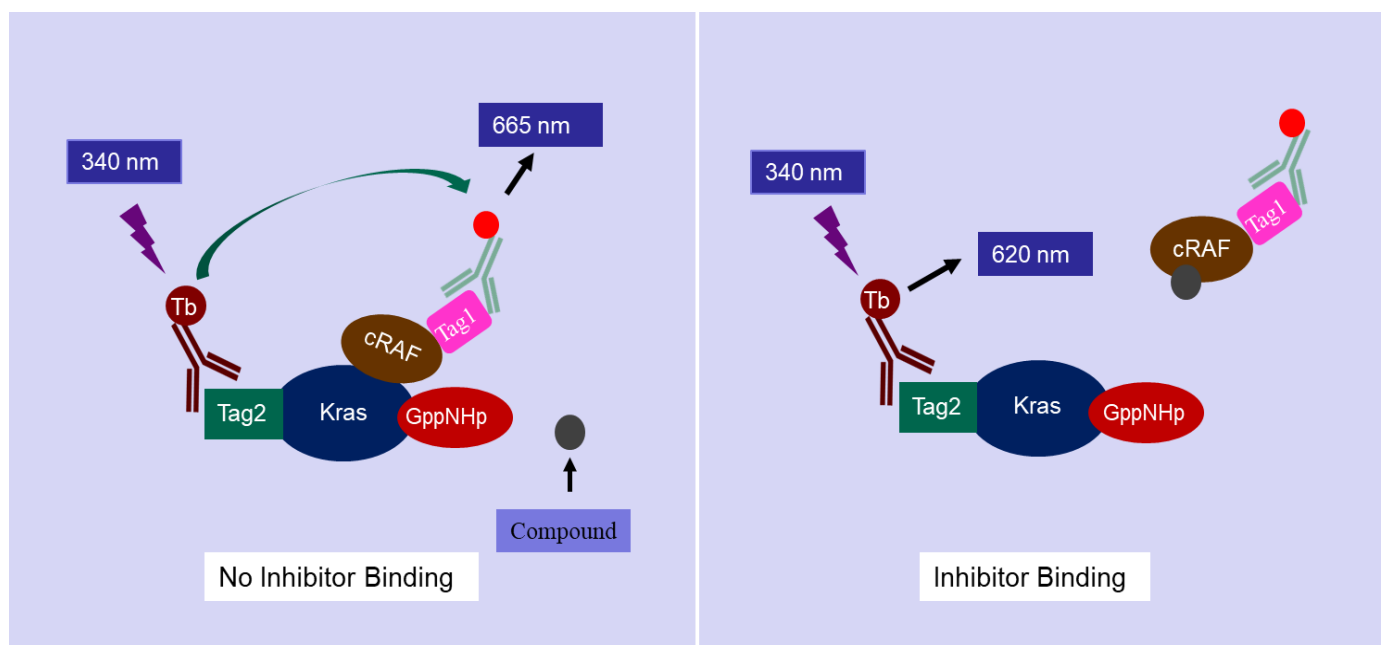 340 nm
665 nm
Tb
cRAF
Tag1
Tag2
Kras
GppNHp
Compound
No Inhibitor Binding
340 nm
620 nm
Tb
cRAF
Tag1
Tag2
Kras
GppNHp
Inhibitor Binding